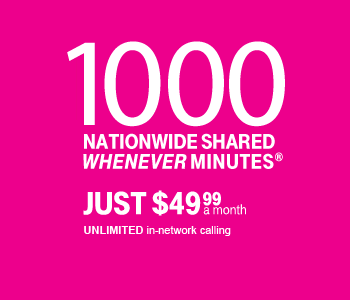 1000
NATIONWIDE SHARED
WHENEVER MINUTES®
JUST $49.99
a month
UNLIMITED in-network calling